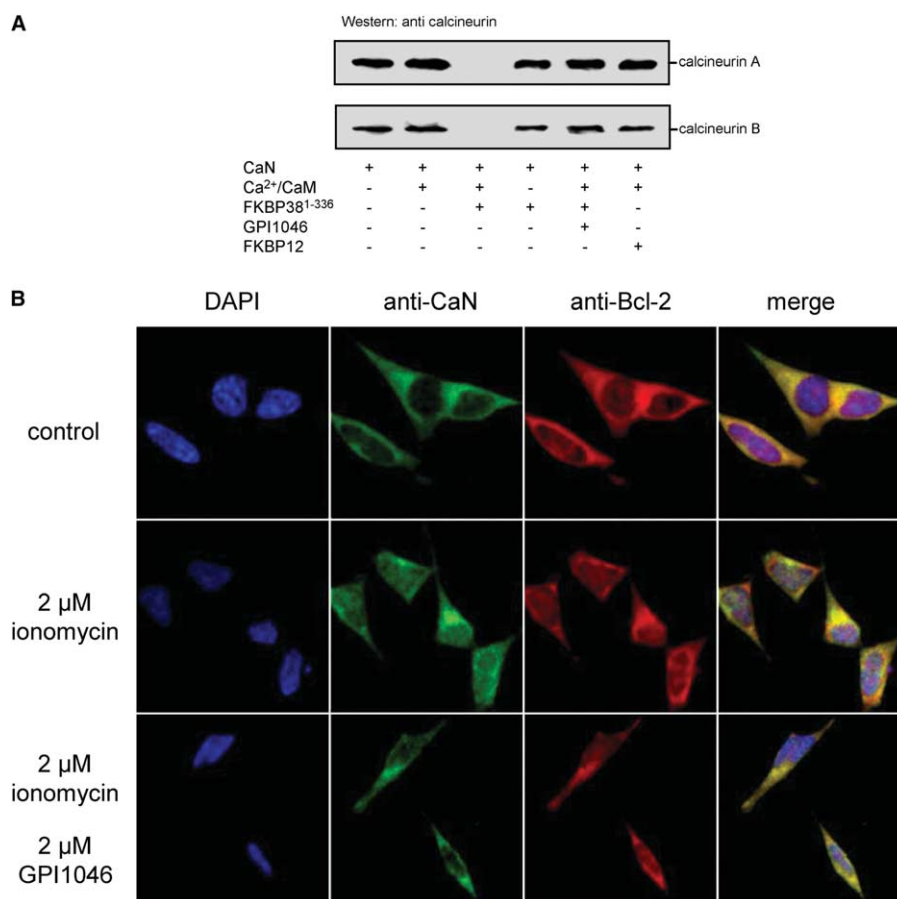 A
Western: anti calcineurin
calcineurin A
calcineurin B
CaN + + + + + +
Ca²⁺/CaM - + + - + +
FKBP38¹⁻³³⁶ - - + + + -
GPI1046 - - - - + -
FKBP12 - - - - - +
B
DAPI anti-CaN anti-Bcl-2 merge
control
2 µM
ionomycin
2 µM
ionomycin
2 µM
GPI1046